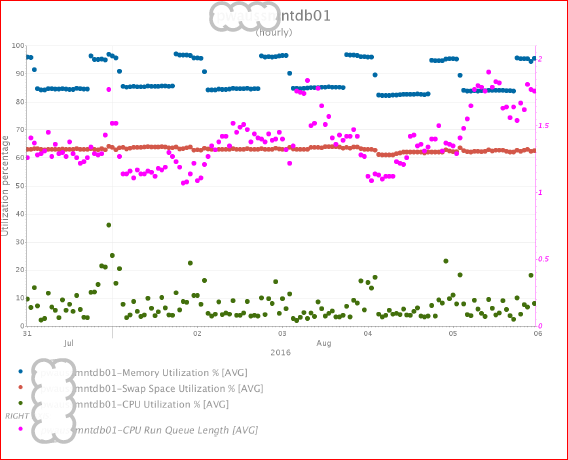 ntdb01
(hourly)
100
90
80
70
60
50
40
30
20
10
0
Utilization percentage
2
1.5
1
0.5
0
31
02
03
04
05
06
Jul
Aug
2016
mntdb01-Memory Utilization % [AVG]
mntdb01-Swap Space Utilization % [AVG]
mntdb01-CPU Utilization % [AVG]
RIGHT
mntdb01-CPU Run Queue Length [AVG]